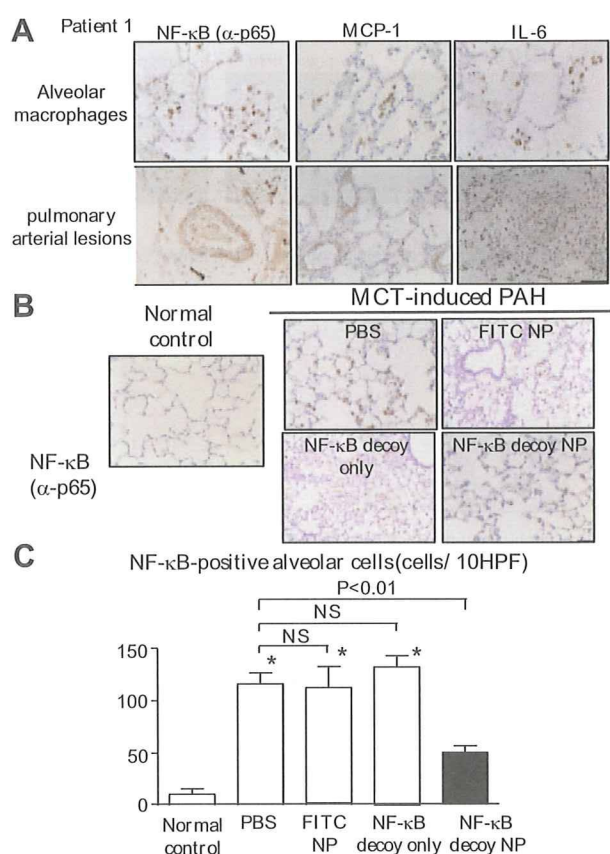 A
Patient 1
NF-κB (α-p65)
MCP-1
IL-6
Alveolar
macrophages
pulmonary
arterial lesions
B
MCT-induced PAH
Normal
control
PBS
FITC NP
NF-κB decoy
only
NF-κB decoy NP
NF-κB
(α-p65)
C
NF-κB-positive alveolar cells(cells/ 10HPF)
P<0.01
NS
NS
*
*
*
150
100
50
0
Normal
control
PBS
FITC
NP
NF-κB
decoy only
NF-κB
decoy NP